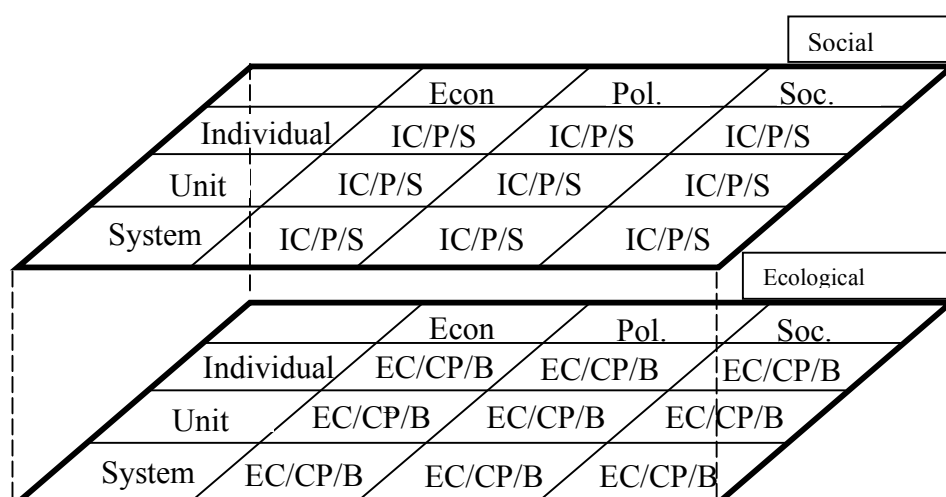 Social
Econ Pol. Soc.
Individual IC/P/S IC/P/S IC/P/S
Unit IC/P/S IC/P/S IC/P/S
System IC/P/S IC/P/S IC/P/S
Ecological
Econ Pol. Soc.
Individual EC/CP/B EC/CP/B EC/CP/B
Unit EC/CP/B EC/CP/B EC/CP/B
System EC/CP/B EC/CP/B EC/CP/B